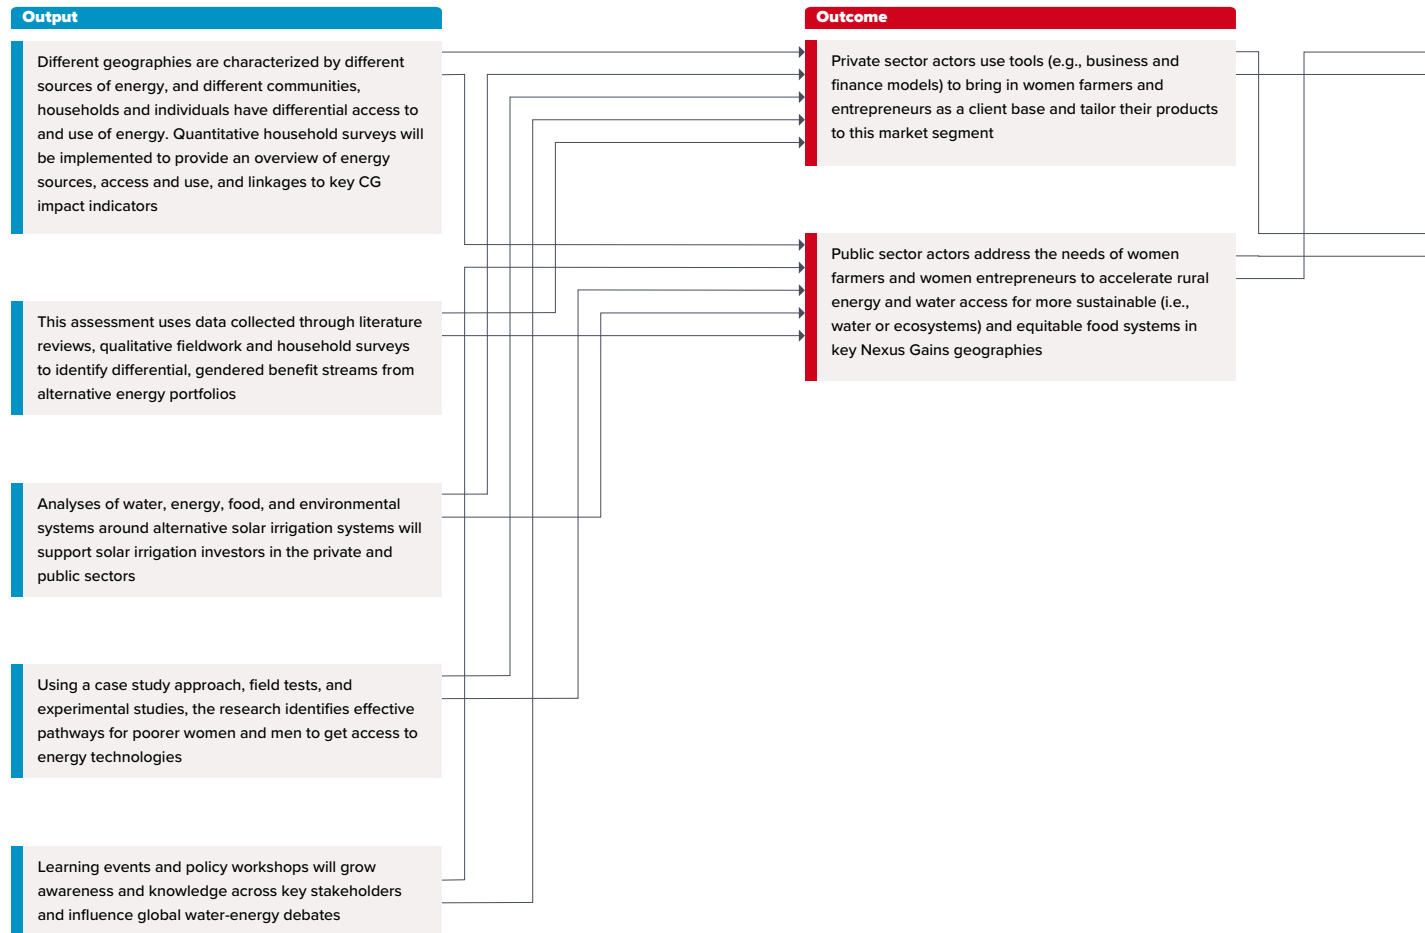 Output
Different geographies are characterized by different
sources of energy, and different communities,
households and individuals have differential access to
and use of energy. Quantitative household surveys will
be implemented to provide an overview of energy
sources, access and use, and linkages to key CG
impact indicators
This assessment uses data collected through literature
reviews, qualitative fieldwork and household surveys
to identify differential, gendered benefit streams from
alternative energy portfolios
Analyses of water, energy, food, and environmental
systems around alternative solar irrigation systems will
support solar irrigation investors in the private and
public sectors
Using a case study approach, field tests, and
experimental studies, the research identifies effective
pathways for poorer women and men to get access to
energy technologies
Learning events and policy workshops will grow
awareness and knowledge across key stakeholders
and influence global water-energy debates
Outcome
Private sector actors use tools (e.g., business and
finance models) to bring in women farmers and
entrepreneurs as a client base and tailor their products
to this market segment
Public sector actors address the needs of women
farmers and women entrepreneurs to accelerate rural
energy and water access for more sustainable (i.e.,
water or ecosystems) and equitable food systems in
key Nexus Gains geographies